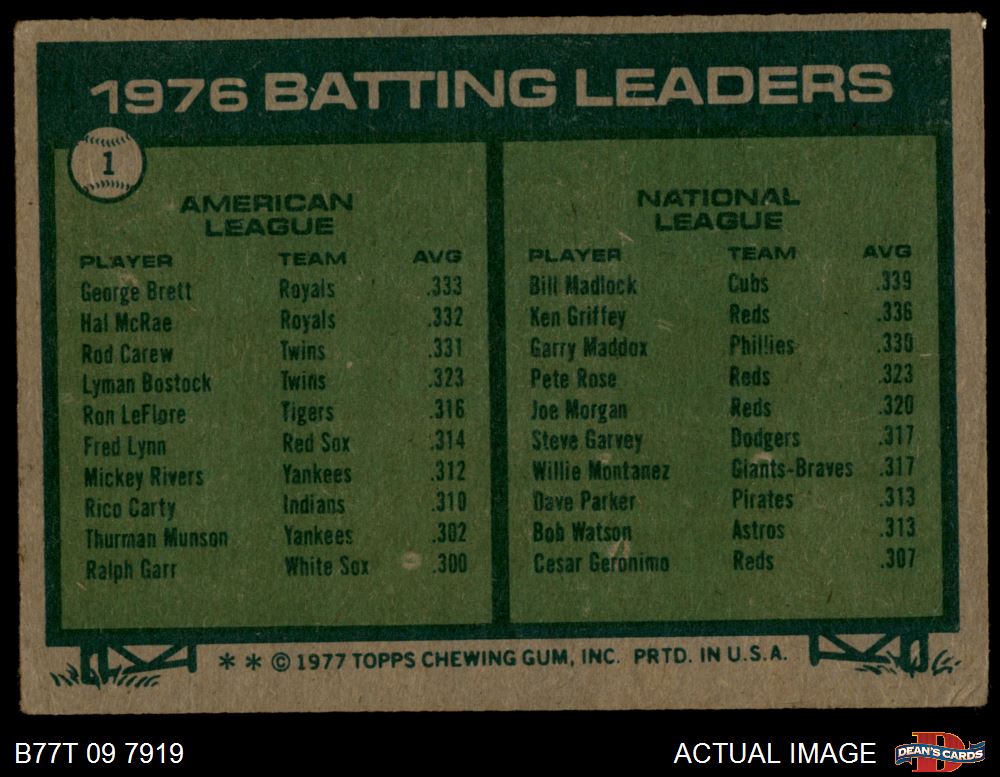 1976 BATTING LEADERS
1
AMERICAN
LEAGUE
PLAYER TEAM AVG
George Brett Royals .333
Hal McRae Royals .332
Rod Carew Twins .331
Lyman Bostock Twins .323
Ron LeFlore Tigers .316
Fred Lynn Red Sox .314
Mickey Rivers Yankees .312
Rico Carty Indians .310
Thurman Munson Yankees .302
Ralph Garr White Sox .300
NATIONAL
LEAGUE
PLAYER TEAM AVG
Bill Madlock Cubs .339
Ken Griffey Reds .336
Garry Maddox Phillies .330
Pete Rose Reds .323
Joe Morgan Reds .320
Steve Garvey Dodgers .317
Willie Montanez Giants-Braves .317
Dave Parker Pirates .313
Bob Watson Astros .313
Cesar Geronimo Reds .307
* * © 1977 TOPPS CHEWING GUM, INC. PRTD. IN U.S.A.
B77T 09 7919
ACTUAL IMAGE
D
DEAN'S CARDS